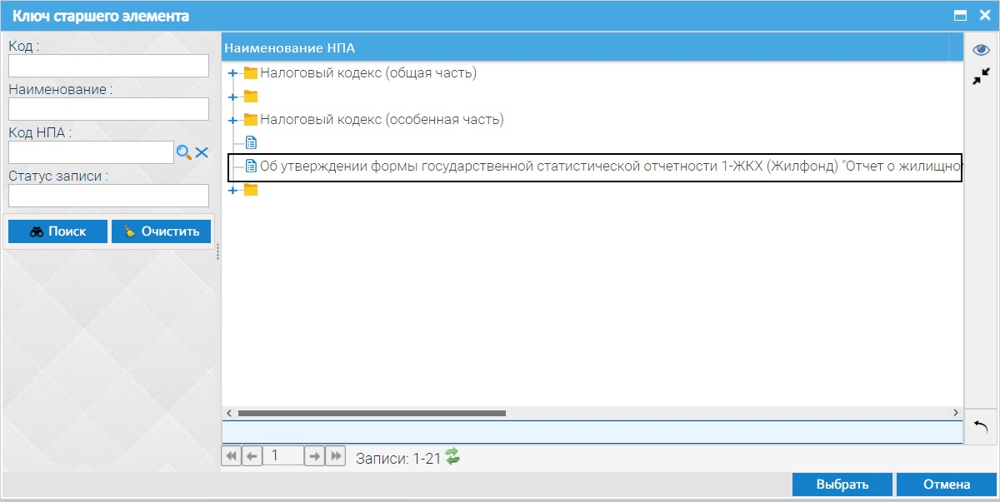 Ключ старшего элемента
Код :
Наименование :
Код НПА :
Статус записи :
Поиск
Очистить
Наименование НПА
Налоговый кодекс (общая часть)
Налоговый кодекс (особенная часть)
Об утверждении формы государственной статистической отчетности 1-ЖКХ (Жилфонд) "Отчет о жилищно
1
Записи: 1-21
Выбрать
Отмена